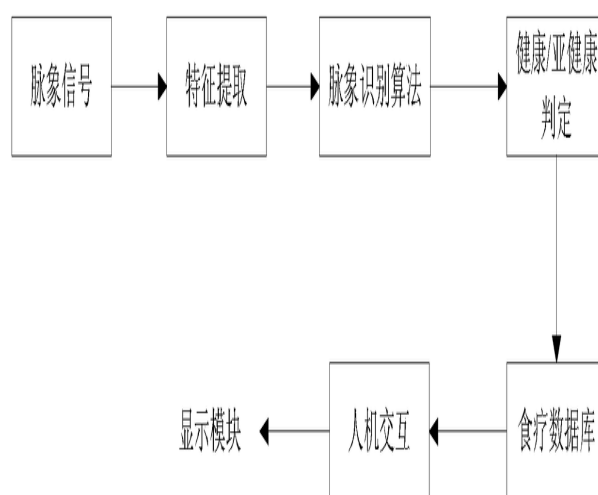 脉象信号
特征提取
脉象识别算法
健康/亚健康
判定
显示模块
人机交互
食疗数据库